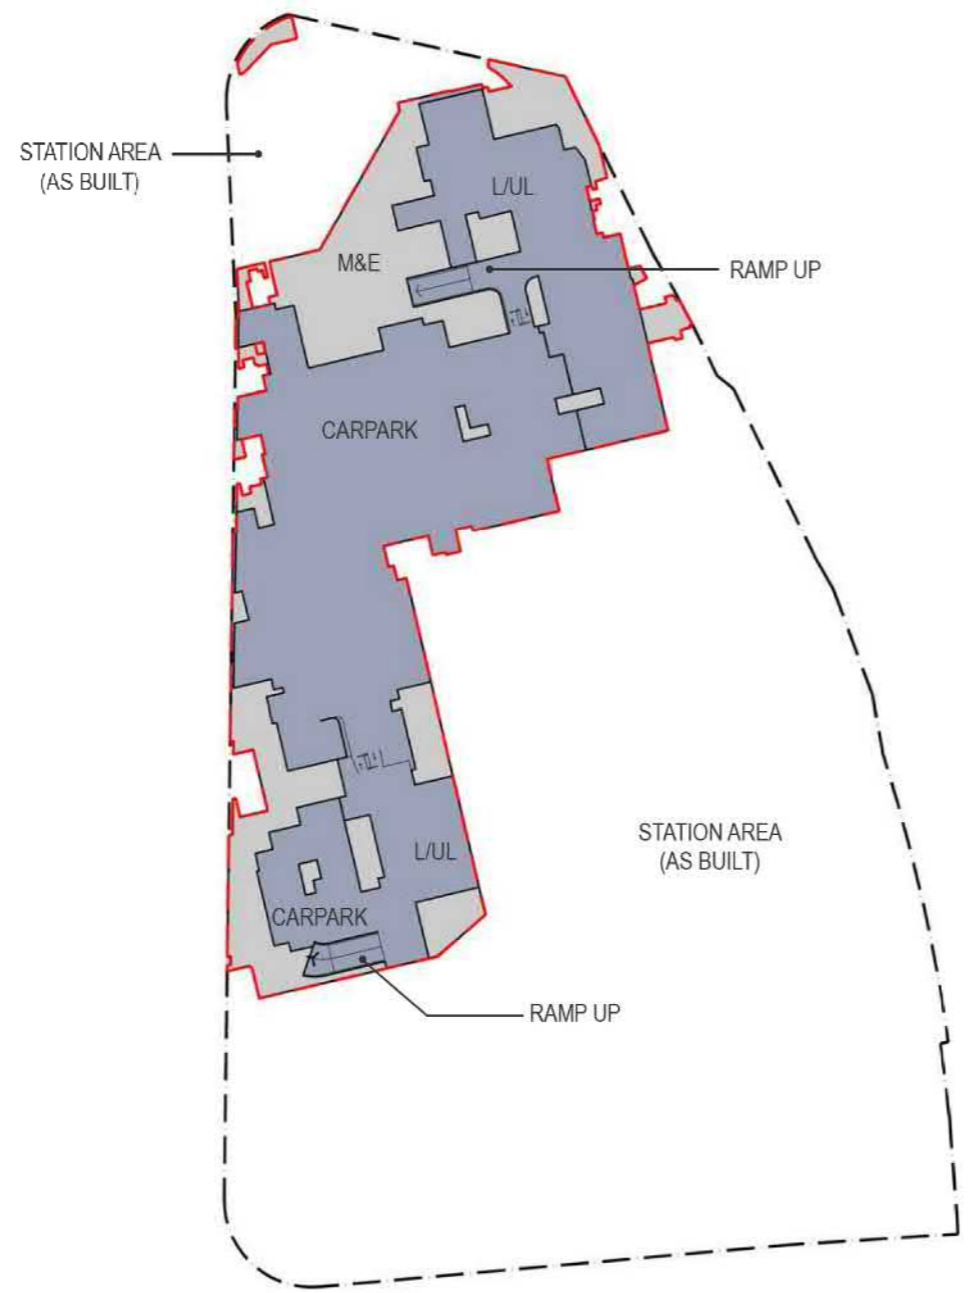 STATION AREA
(AS BUILT)
L/UL
M&E
RAMP UP
CARPARK
STATION AREA
(AS BUILT)
L/UL
CARPARK
RAMP UP